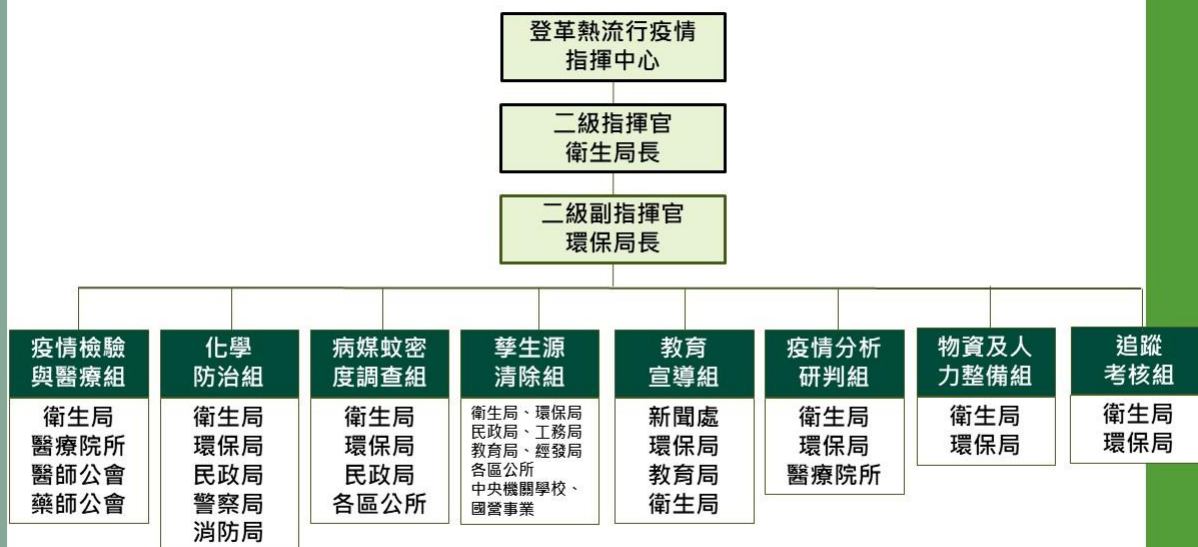 登革熱流行疫情
指揮中心
二級指揮官
衛生局長
二級副指揮官
環保局長
疫情檢驗
與醫療組
衛生局
醫療院所
醫師公會
藥師公會
化學
防治組
衛生局
環保局
民政局
警察局
消防局
病媒蚊密
度調查組
衛生局
環保局
民政局
各區公所
孳生源
清除組
衛生局、環保局
民政局、工務局
教育局、經發局
各區公所
中央機關學校、
國營事業
教育
宣導組
新聞處
環保局
教育局
衛生局
疫情分析
研判組
衛生局
環保局
醫療院所
物資及人
力整備組
衛生局
環保局
追蹤
考核組
衛生局
環保局